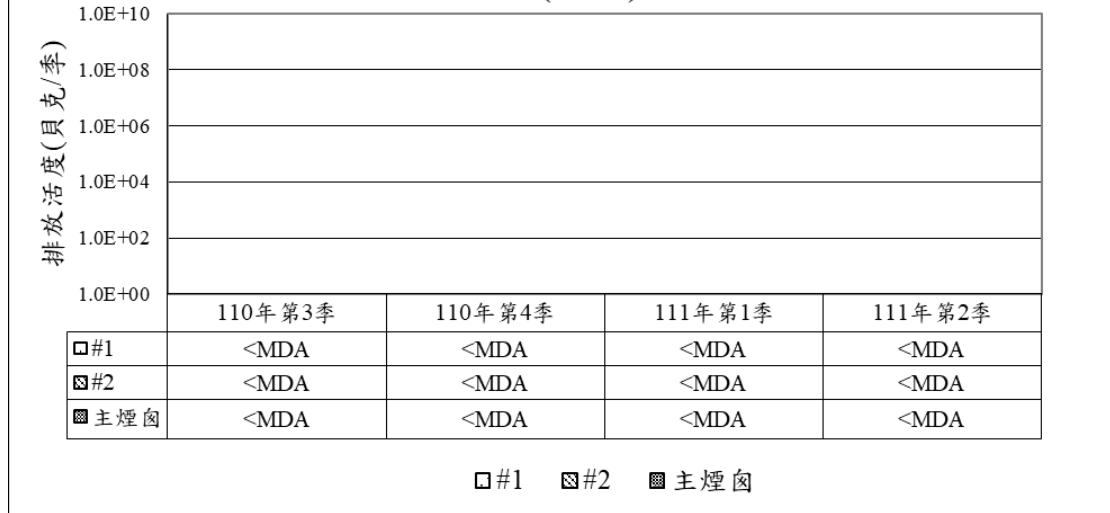 1.0E+10
1.0E+08
1.0E+06
1.0E+04
1.0E+02
1.0E+00
排放活度(貝克/季)
110年第3季 110年第4季 111年第1季 111年第2季
#1 <MDA <MDA <MDA <MDA
#2 <MDA <MDA <MDA <MDA
主煙囪 <MDA <MDA <MDA <MDA
#1 #2 主煙囪